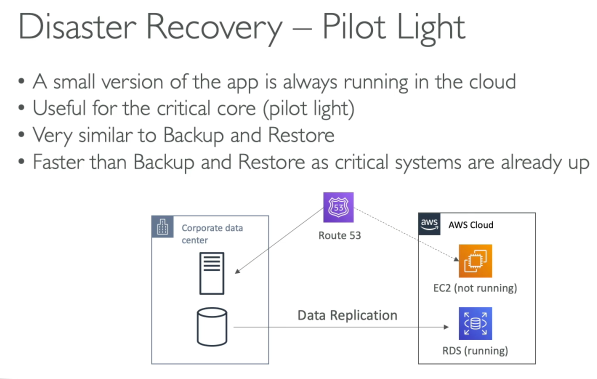 Disaster Recovery – Pilot Light
• A small version of the app is always running in the cloud
• Useful for the critical core (pilot light)
• Very similar to Backup and Restore
• Faster than Backup and Restore as critical systems are already up
53
Route 53
Corporate data
center
aws
AWS Cloud
EC2 (not running)
Data Replication
RDS (running)